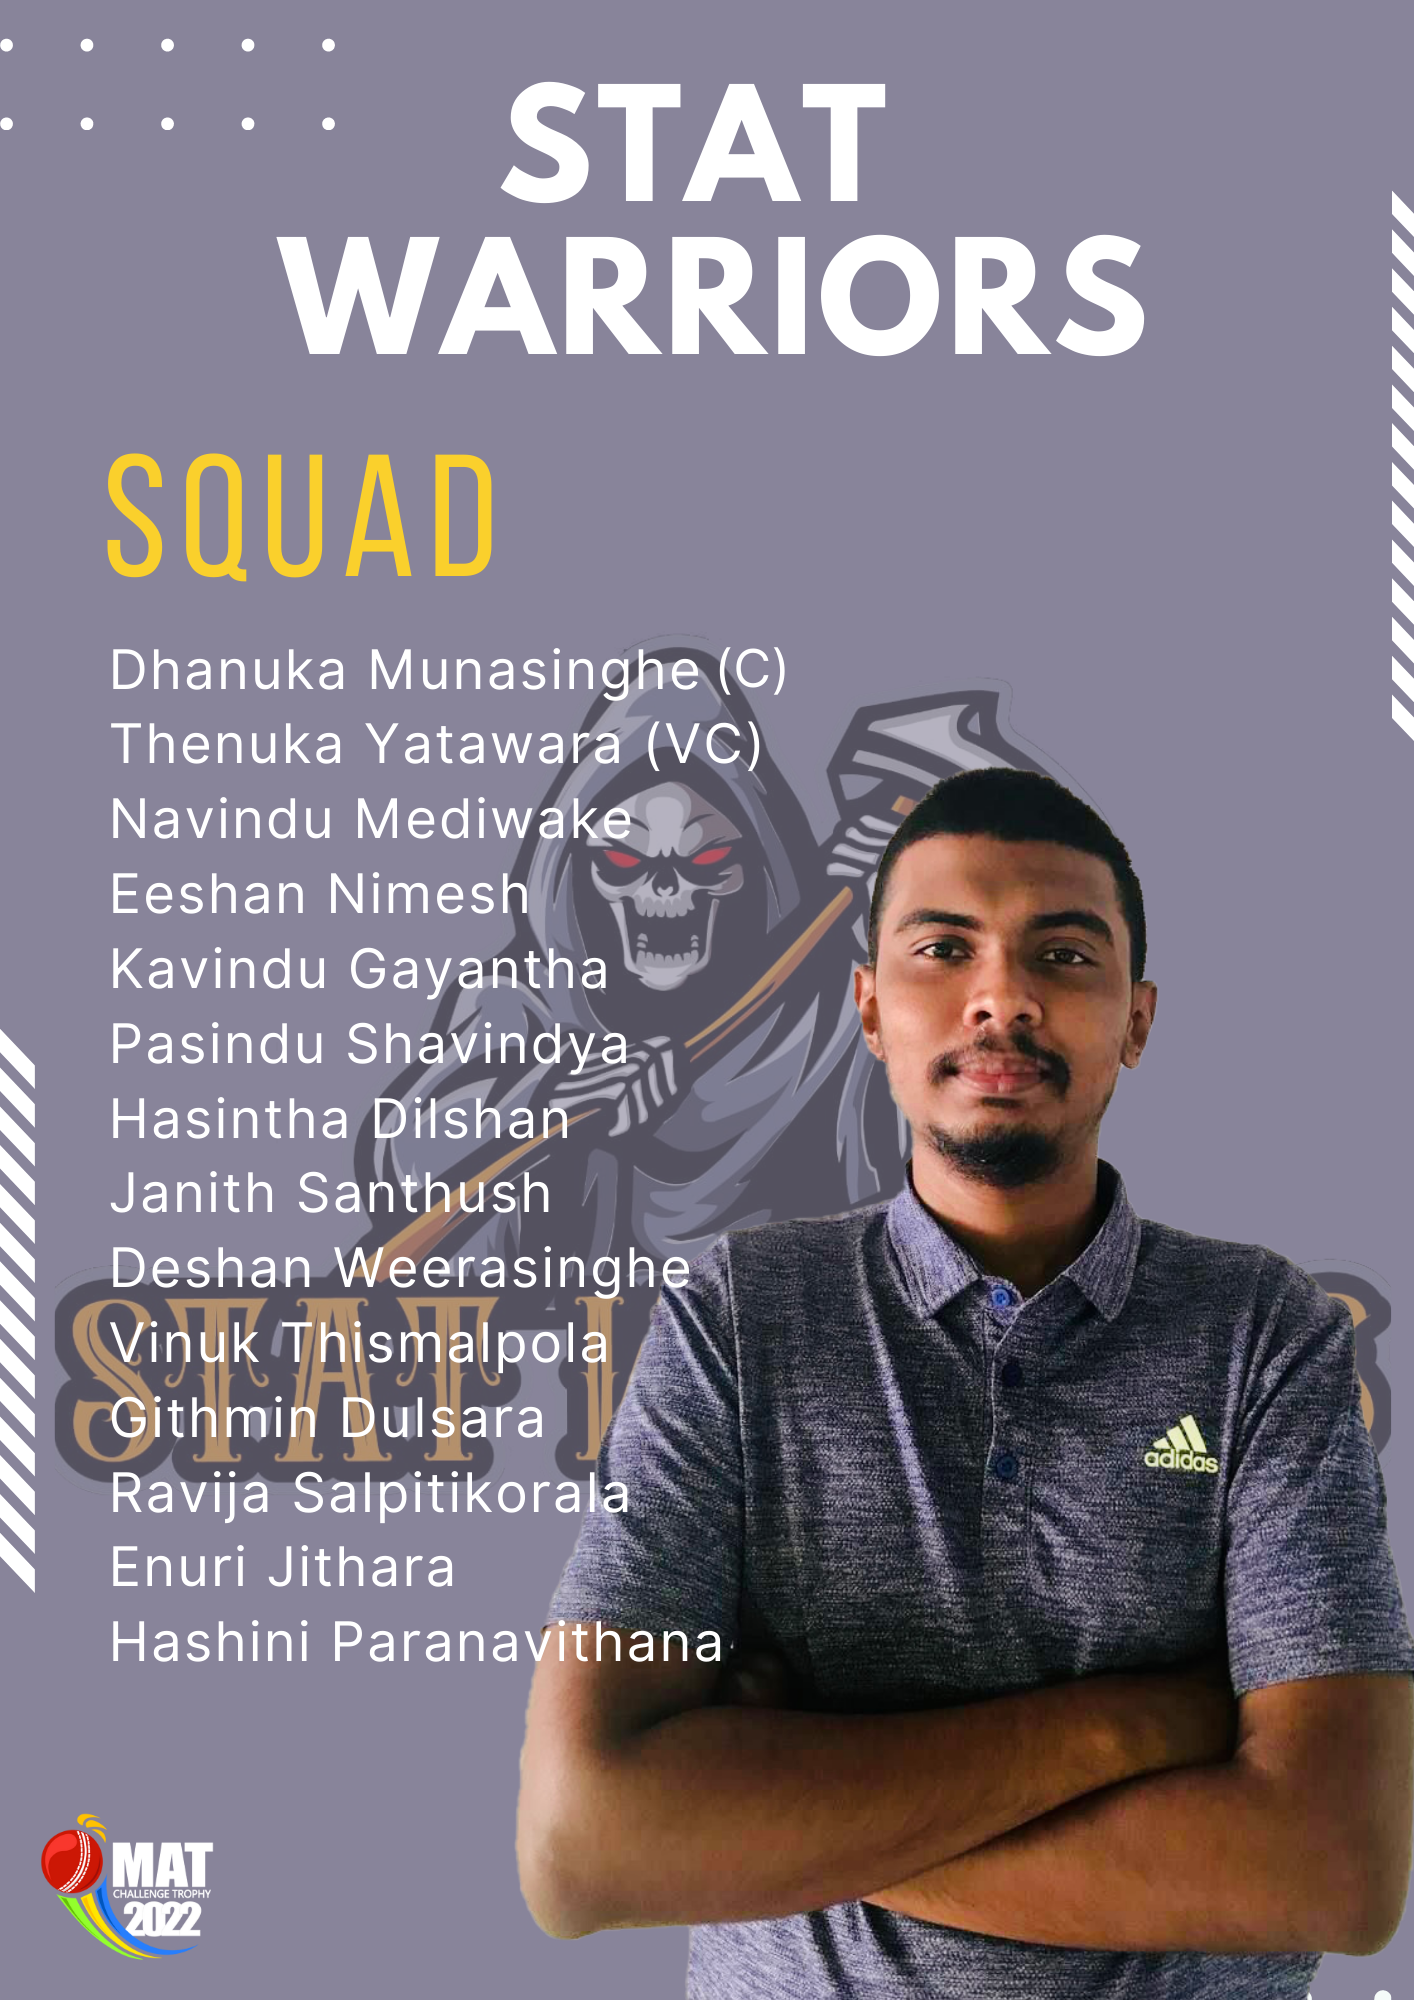 STAT
WARRIORS
SQUAD
Dhanuka Munasinghe (C)
Thenuka Yatawara (VC)
Navindu Mediwake
Eeshan Nimesh
Kavindu Gayantha
Pasindu Shavindya
Hasintha Dilshan
Janith Santhush
Deshan Weerasinghe
Vinuk Thismalpola
Githmin Dulsara
Ravija Salpitikorala
Enuri Jithara
Hashini Paranavithana
STAT
adidas
MAT
CHALLENGE TROPHY
2022